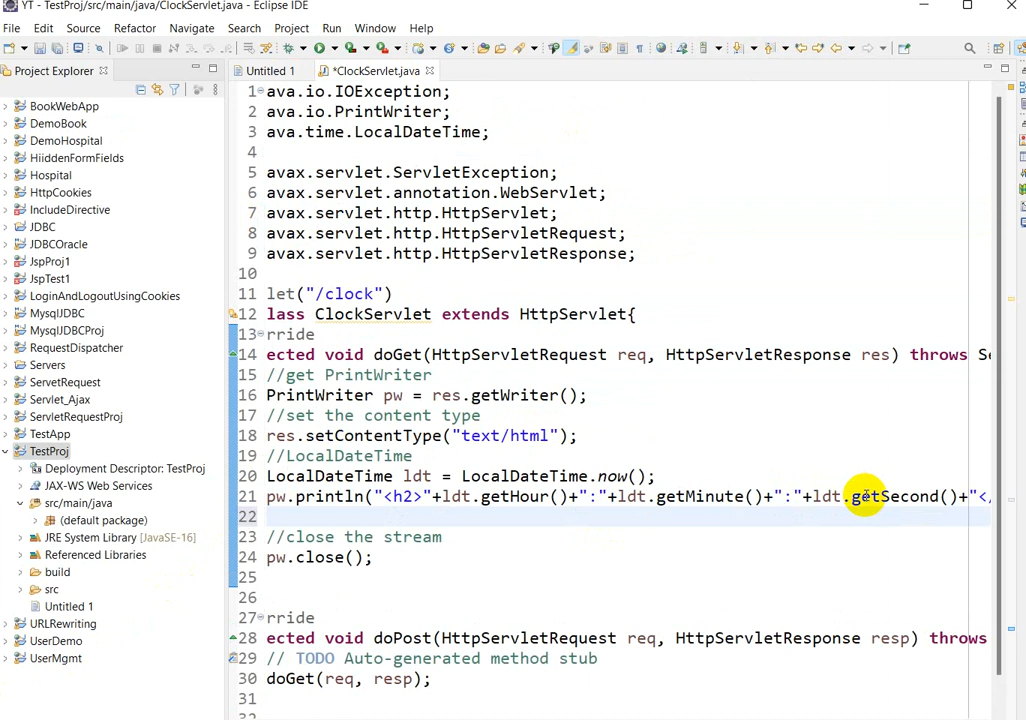 YT - TestProj/src/main/java/ClockServlet.java - Eclipse IDE
File Edit Source Refactor Navigate Search Project Run Window Help
Project Explorer
Untitled 1
*ClockServlet.java
BookWebApp
DemoBook
DemoHospital
HiiddenFormFields
Hospital
HttpCookies
IncludeDirective
JDBC
JDBCOracle
JspProj1
JspTest1
LoginAndLogoutUsingCookies
MysqlJDBC
MysqlJDBCProj
RequestDispatcher
Servers
ServetRequest
Servlet_Ajax
ServletRequestProj
TestApp
TestProj
Deployment Descriptor: TestProj
JAX-WS Web Services
src/main/java
(default package)
JRE System Library [JavaSE-16]
Referenced Libraries
build
src
Untitled 1
URLRewriting
UserDemo
UserMgmt
1 ava.io.IOException;
2 ava.io.PrintWriter;
3 ava.time.LocalDateTime;
4
5 avax.servlet.ServletException;
6 avax.servlet.annotation.WebServlet;
7 avax.servlet.http.HttpServlet;
8 avax.servlet.http.HttpServletRequest;
9 avax.servlet.http.HttpServletResponse;
10
11 let("/clock")
12 lass ClockServlet extends HttpServlet{
13 rride
14 ected void doGet(HttpServletRequest req, HttpServletResponse res) throws Se
15 //get PrintWriter
16 PrintWriter pw = res.getWriter();
17 //set the content type
18 res.setContentType("text/html");
19 //LocalDateTime
20 LocalDateTime ldt = LocalDateTime.now();
21 pw.println("<h2>"+ldt.getHour()+":"+ldt.getMinute()+":"+ldt.getSecond()+"</
22
23 //close the stream
24 pw.close();
25
26
27 rride
28 ected void doPost(HttpServletRequest req, HttpServletResponse resp) throws
29 // TODO Auto-generated method stub
30 doGet(req, resp);
31
32